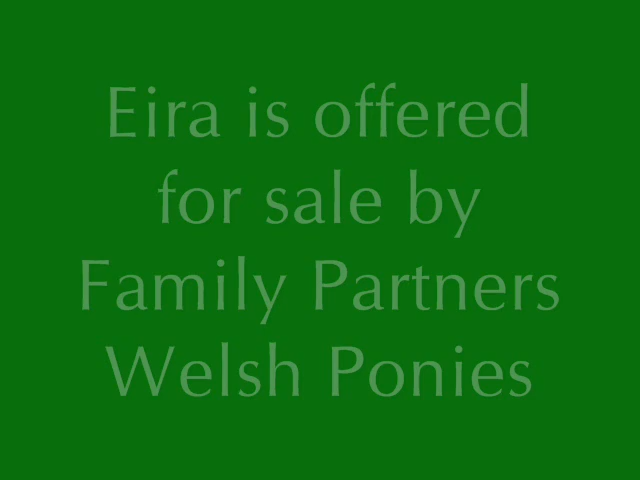 Eira is offered
for sale by
Family Partners
Welsh Ponies